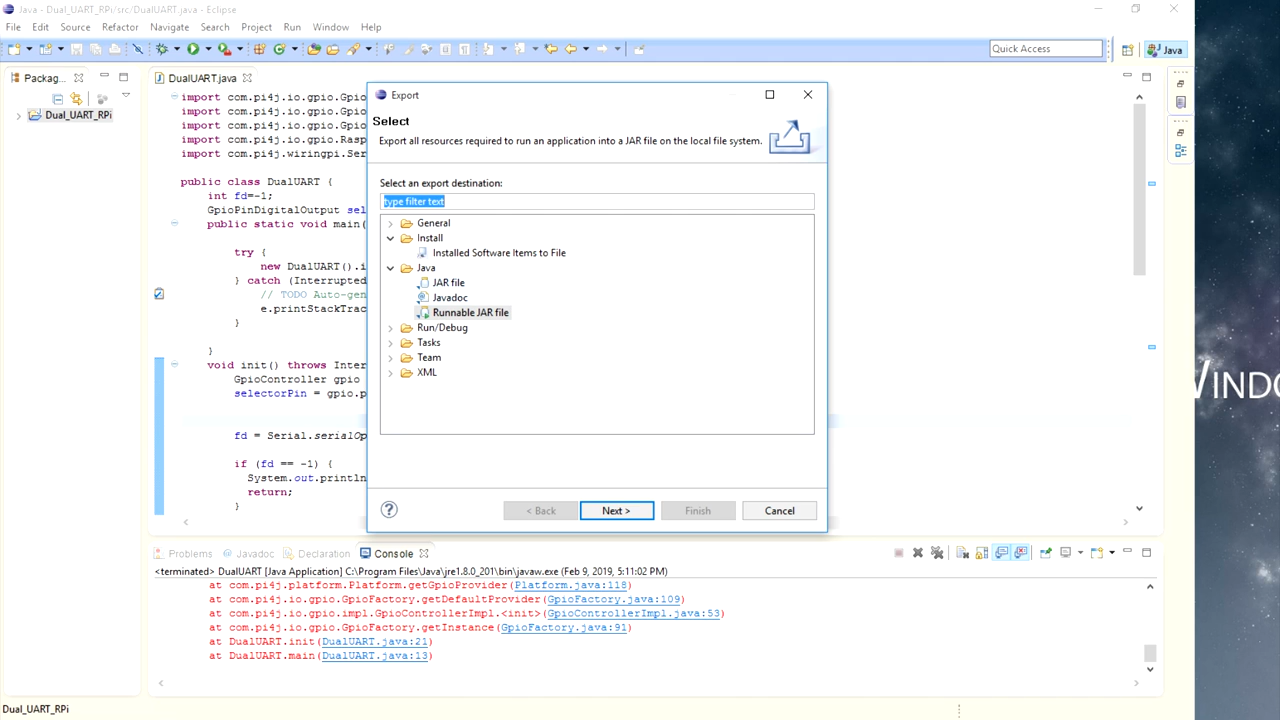 Java - Dual_UART_RPi/src/DualUART.java - Eclipse
File Edit Source Refactor Navigate Search Project Run Window Help
Quick Access
Java
Packag...
Dual_UART_RPi
DualUART.java
import com.pi4j.io.gpio.Gpio
import com.pi4j.io.gpio.Gpio
import com.pi4j.io.gpio.Gpio
import com.pi4j.io.gpio.Rasp
import com.pi4j.wiringpi.Ser
public class DualUART {
int fd=-1;
GpioPinDigitalOutput sel
public static void main(
try {
new DualUART().i
} catch (Interrupted
// TODO Auto-gen
e.printStackTrac
}
}
void init() throws Inter
GpioController gpio
selectorPin = gpio.p
fd = Serial.serialOp
if (fd == -1) {
System.out.println
return;
}
Export
Select
Export all resources required to run an application into a JAR file on the local file system.
Select an export destination:
type filter text
General
Install
Installed Software Items to File
Java
JAR file
Javadoc
Runnable JAR file
Run/Debug
Tasks
Team
XML
?
< Back Next > Finish Cancel
Problems Javadoc Declaration Console
<terminated> DualUART [Java Application] C:\Program Files\Java\jre1.8.0_201\bin\javaw.exe (Feb 9, 2019, 5:11:02 PM)
at com.pi4j.platform.Platform.getGpioProvider(Platform.java:118)
at com.pi4j.io.gpio.GpioFactory.getDefaultProvider(GpioFactory.java:109)
at com.pi4j.io.gpio.impl.GpioControllerImpl.<init>(GpioControllerImpl.java:53)
at com.pi4j.io.gpio.GpioFactory.getInstance(GpioFactory.java:91)
at DualUART.init(DualUART.java:21)
at DualUART.main(DualUART.java:13)
Dual_UART_RPi